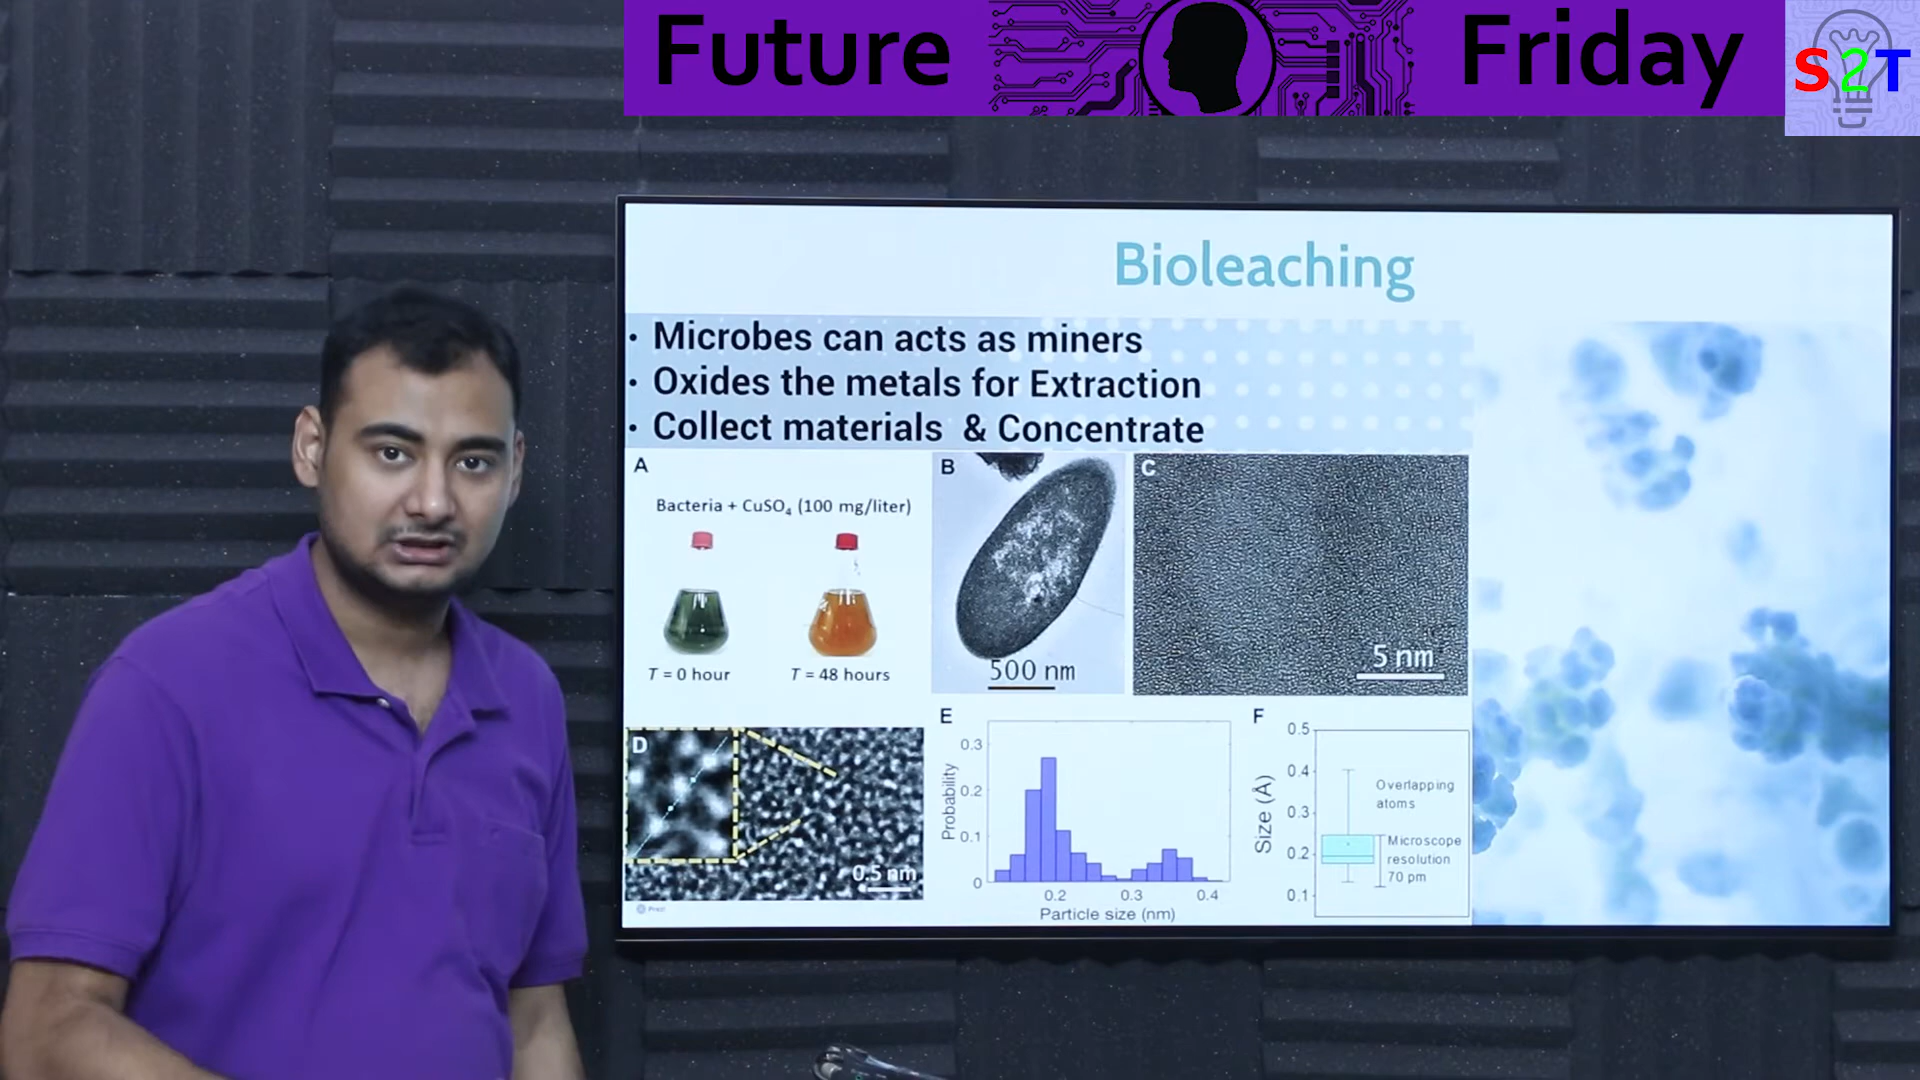 Future Friday
S2T
Bioleaching
• Microbes can acts as miners
• Oxides the metals for Extraction
• Collect materials & Concentrate
A
Bacteria + CuSO₄ (100 mg/liter)
T = 0 hour
T = 48 hours
B
500 nm
C
5 nm
D
0.5 nm
E
Probability
0.3
0.2
0.1
0
0.2
0.3
0.4
Particle size (nm)
F
Size (Å)
0.5
0.4
0.3
0.2
0.1
Overlapping
atoms
Microscope
resolution
70 pm
Prezi